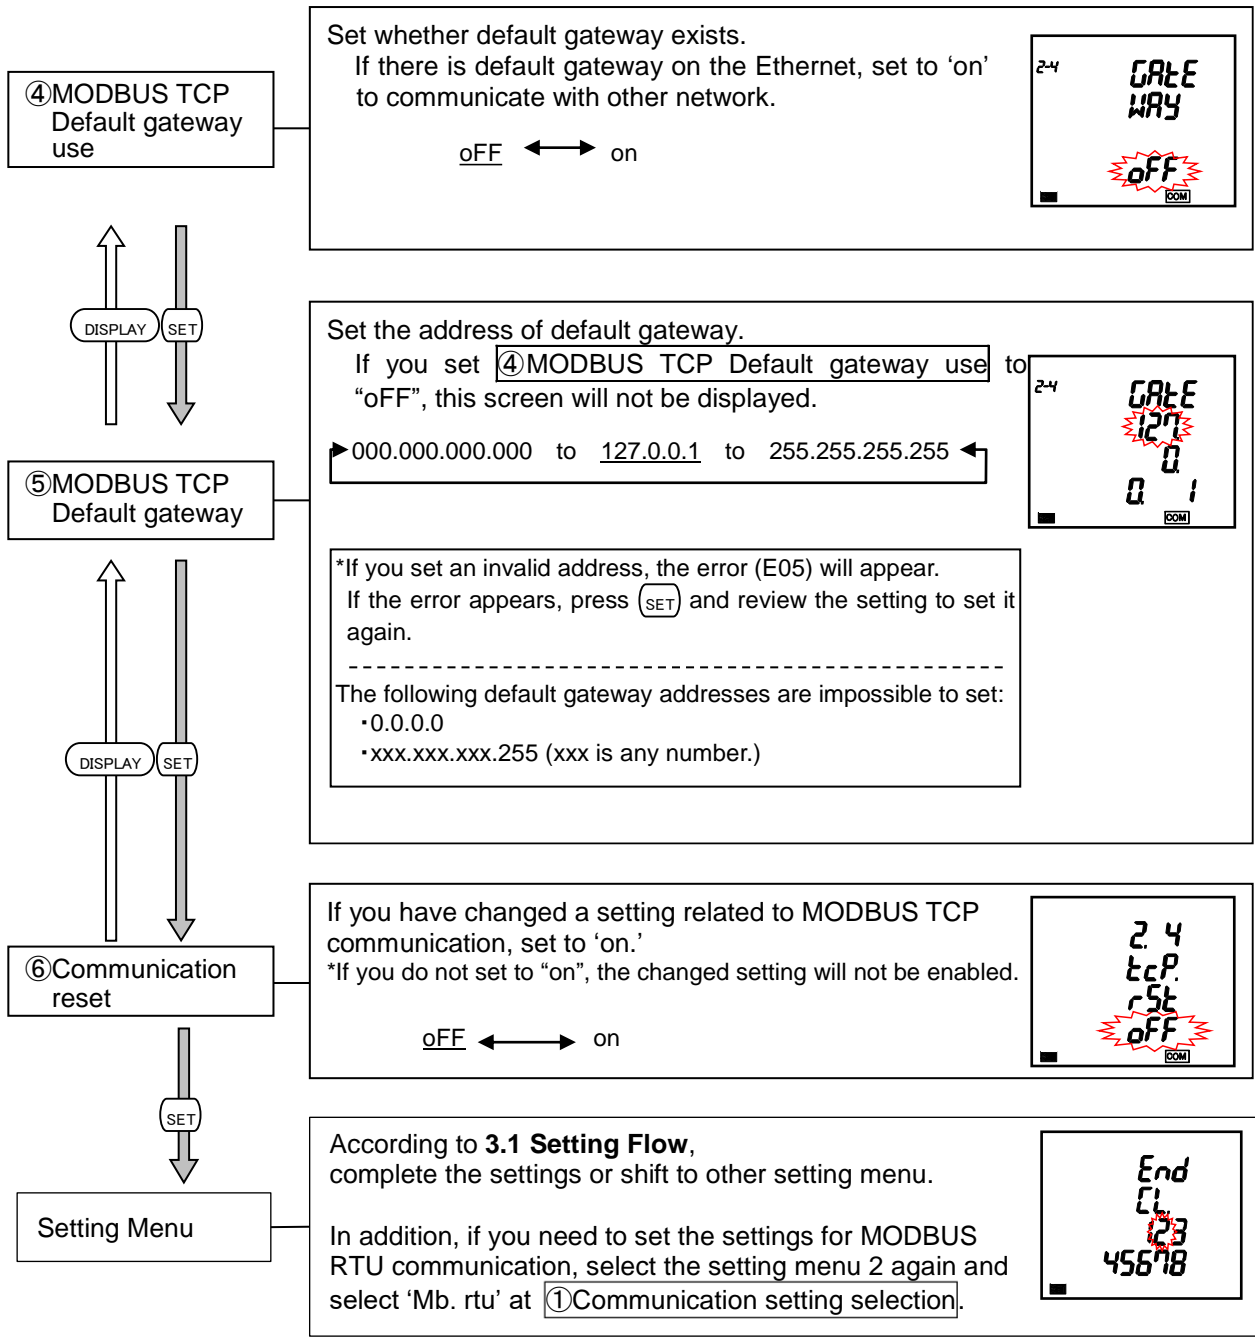 ④MODBUS TCP
Default gateway
use
Set whether default gateway exists.
If there is default gateway on the Ethernet, set to ‘on’
to communicate with other network.
oFF on
2-4 GAtE
WAY
oFF
COM
DISPLAY SET
⑤MODBUS TCP
Default gateway
Set the address of default gateway.
If you set ④MODBUS TCP Default gateway use to
“oFF”, this screen will not be displayed.
000.000.000.000 to 127.0.0.1 to 255.255.255.255
2-4 GAtE
127.
0.
0. 1
COM
*If you set an invalid address, the error (E05) will appear.
If the error appears, press SET and review the setting to set it
again.
The following default gateway addresses are impossible to set:
・0.0.0.0
・xxx.xxx.xxx.255 (xxx is any number.)
DISPLAY SET
⑥Communication
reset
If you have changed a setting related to MODBUS TCP
communication, set to ‘on.’
*If you do not set to “on”, the changed setting will not be enabled.
oFF on
2. 4
tcP.
rSt
oFF
COM
SET
Setting Menu
According to 3.1 Setting Flow,
complete the settings or shift to other setting menu.
In addition, if you need to set the settings for MODBUS
RTU communication, select the setting menu 2 again and
select ‘Mb. rtu’ at ①Communication setting selection.
End
CL.
123
45678